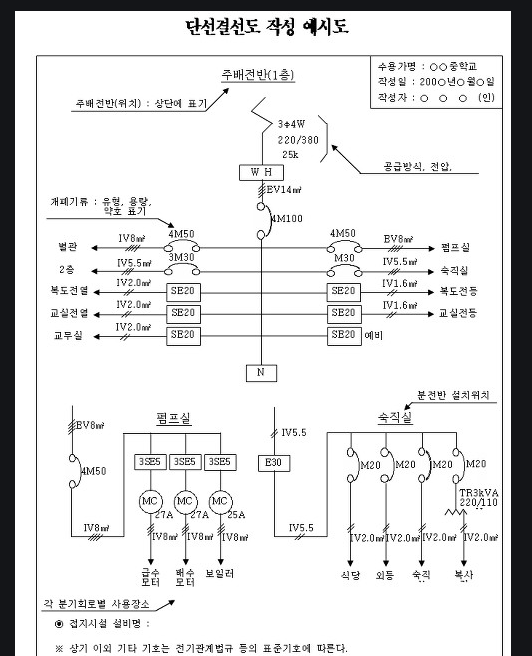 단선결선도 작성 예시도
수용가명 : ○○중학교
작성일 : 200○년○월○일
작성자 : ○ ○ ○ (인)
주배전반(1층)
주배전반(위치) : 상단에 표기
3Φ4W
220/380
25k
공급방식, 전압,
W H
EV14㎟
개폐기류 : 유형, 용량,
약호 표기
4M100
별관 IV8㎟ 4M50 4M50 EV8㎟ 펌프실
2층 IV5.5㎟ 3M30 M30 IV5.5㎟ 숙직실
복도전열 IV2.0㎟ SE20 SE20 IV1.6㎟ 복도전등
교실전열 IV2.0㎟ SE20 SE20 IV1.6㎟ 교실전등
교무실 IV2.0㎟ SE20 SE20 예비
N
분전반 설치위치
펌프실 숙직실
EV8㎟ IV5.5
3SE5 3SE5 3SE5 E30 M20 M20 M20 M20
4M50
MC MC MC
27A 27A 25A
TR3kVA
220/110
IV8㎟ IV8㎟ IV8㎟ IV8㎟ IV5.5 IV2.0㎟ IV2.0㎟ IV2.0㎟ IV2.0㎟
급수 배수 보일러 식당 외등 숙직 복사
모터 모터
각 분기회로별 사용장소
◉ 접지시설 설비명 :
※ 상기 이외 기타 기호는 전기관계법규 등의 표준기호에 따른다.